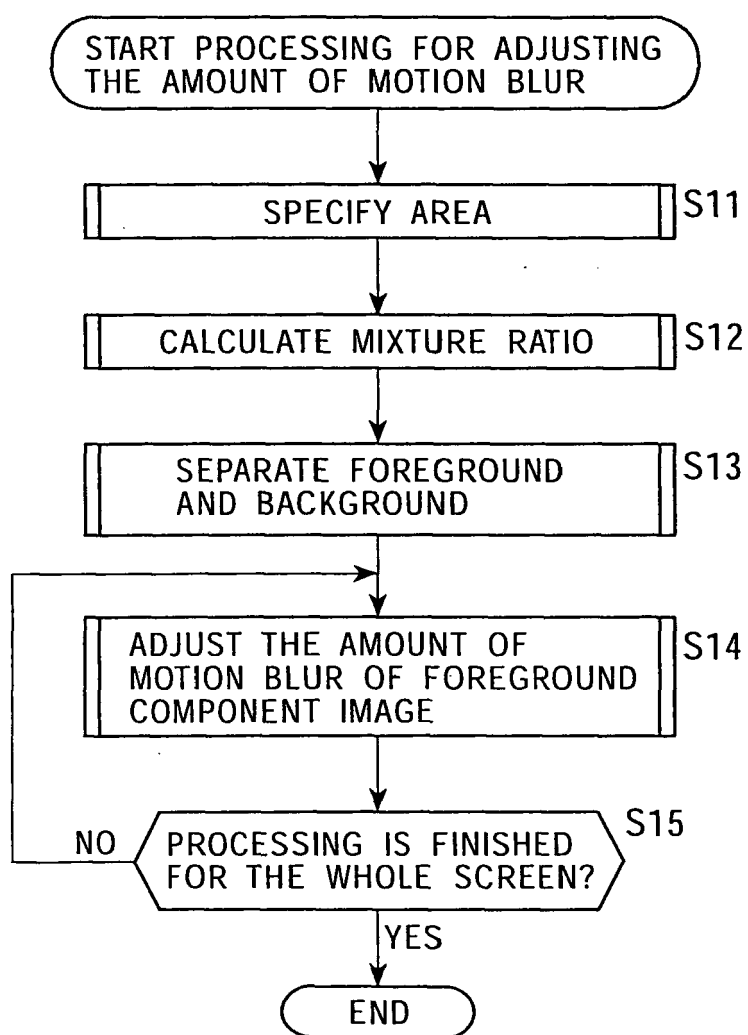 START PROCESSING FOR ADJUSTING
THE AMOUNT OF MOTION BLUR
SPECIFY AREA
S11
CALCULATE MIXTURE RATIO
S12
SEPARATE FOREGROUND
AND BACKGROUND
S13
ADJUST THE AMOUNT OF
MOTION BLUR OF FOREGROUND
COMPONENT IMAGE
S14
PROCESSING IS FINISHED
FOR THE WHOLE SCREEN?
S15
NO
YES
END